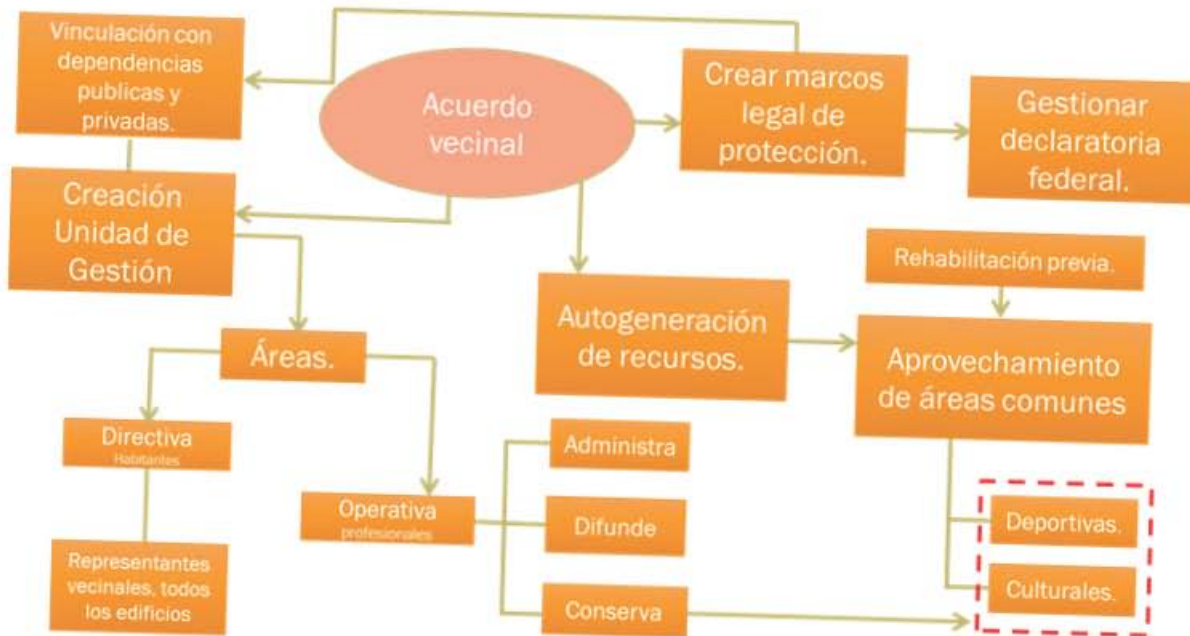 Vinculación con
dependencias
publicas y
privadas.
Acuerdo
vecinal
Crear marcos
legal de
protección.
Gestionar
declaratoria
federal.
Creación
Unidad de
Gestión
Rehabilitación previa.
Autogeneración
de recursos.
Aprovechamiento
de áreas comunes
Áreas.
Directiva
Habitantes
Representantes
vecinales, todos
los edificios
Operativa
profesionales
Administra
Difunde
Conserva
Deportivas.
Culturales.